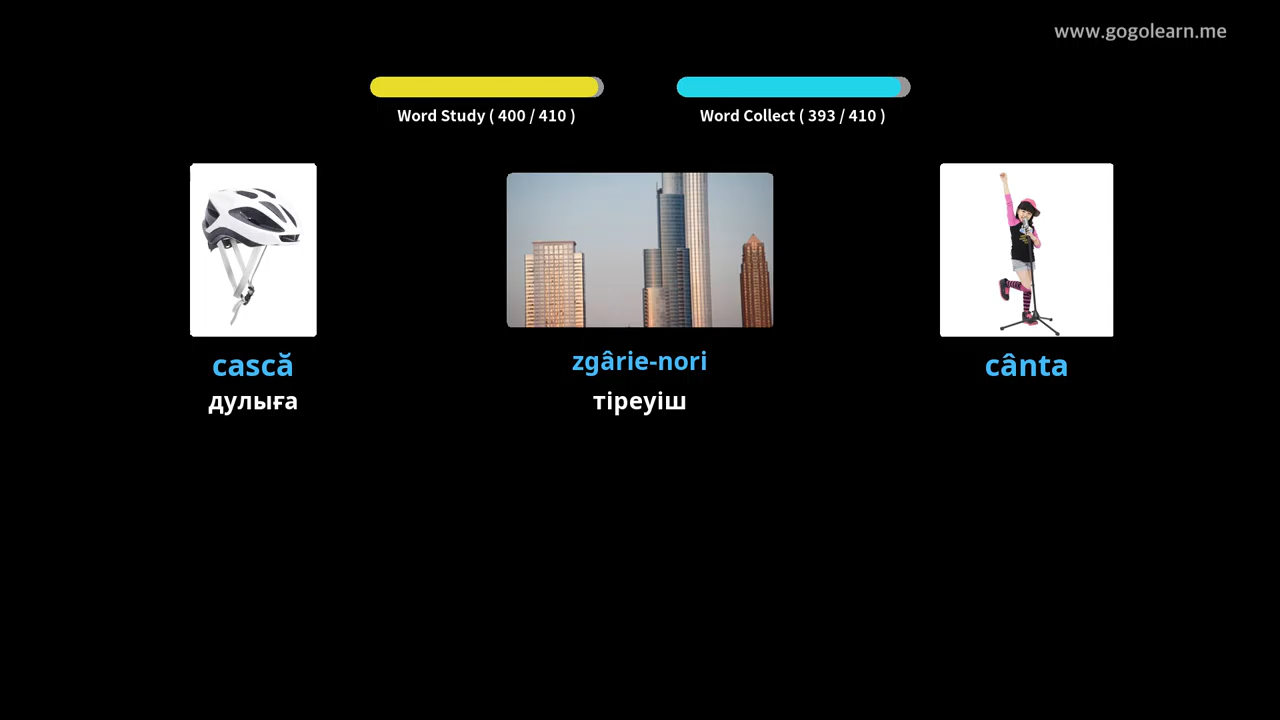 www.gogolearn.me
Word Study ( 400 / 410 )
Word Collect ( 393 / 410 )
cască
zgârie-nori
cânta
дулыға
тіреуіш